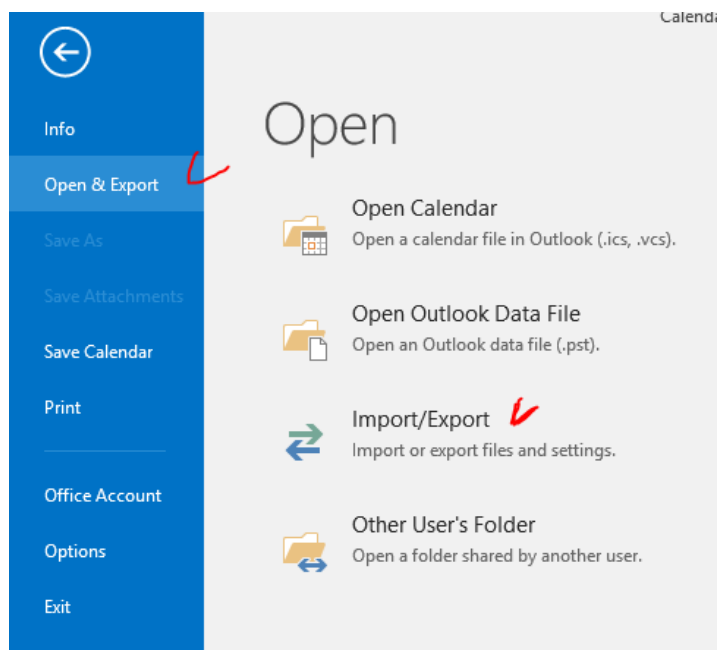 Calenda
Info
Open & Export
Save As
Save Attachments
Save Calendar
Print
Office Account
Options
Exit
Open
Open Calendar
Open a calendar file in Outlook (.ics, .vcs).
Open Outlook Data File
Open an Outlook data file (.pst).
Import/Export
Import or export files and settings.
Other User's Folder
Open a folder shared by another user.